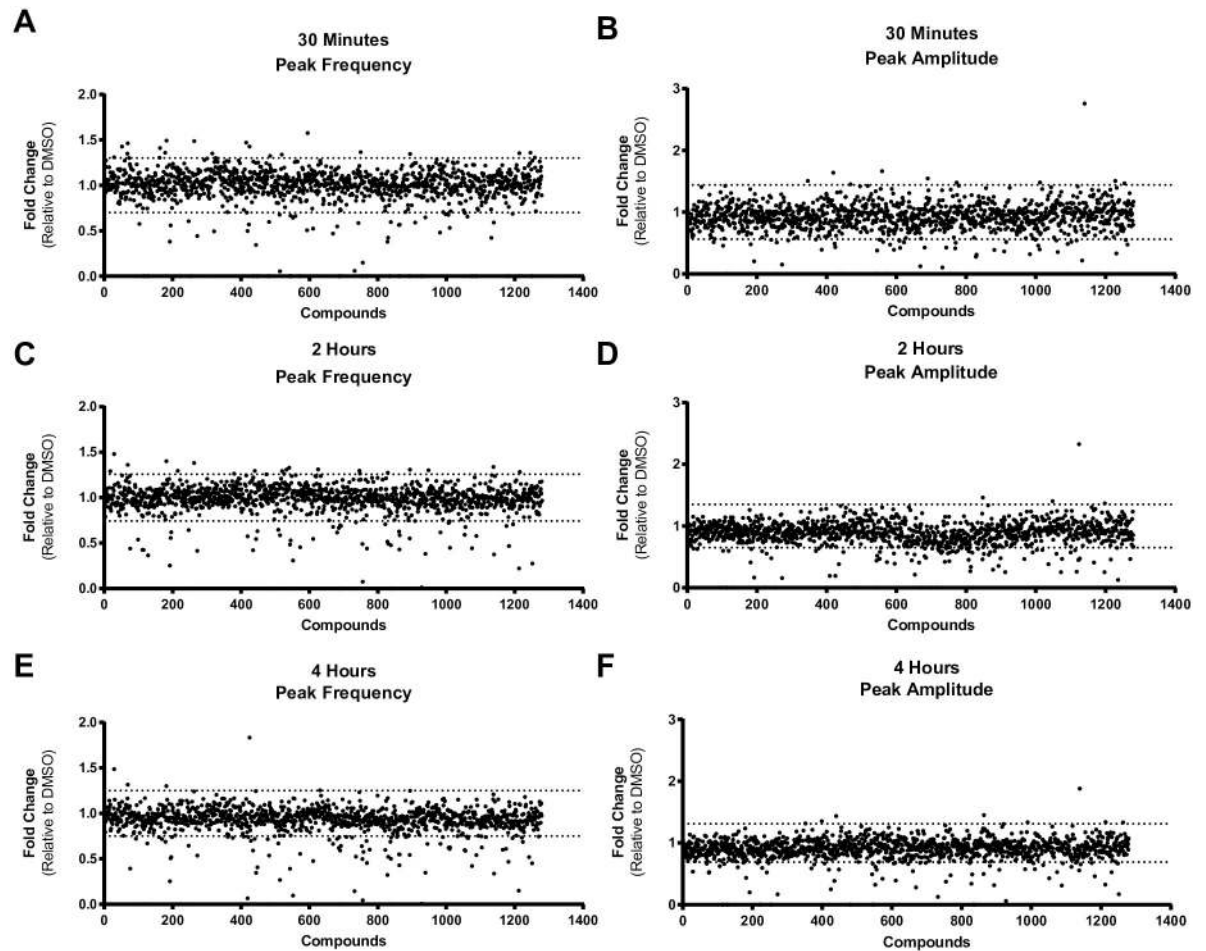 A
30 Minutes
Peak Frequency
Fold Change
(Relative to DMSO)
2.0
1.5
1.0
0.5
0.0
0 200 400 600 800 1000 1200 1400
Compounds
B
30 Minutes
Peak Amplitude
Fold Change
(Relative to DMSO)
3
2
1
0
0 200 400 600 800 1000 1200 1400
Compounds
C
2 Hours
Peak Frequency
Fold Change
(Relative to DMSO)
2.0
1.5
1.0
0.5
0.0
0 200 400 600 800 1000 1200 1400
Compounds
D
2 Hours
Peak Amplitude
Fold Change
(Relative to DMSO)
3
2
1
0
0 200 400 600 800 1000 1200 1400
Compounds
E
4 Hours
Peak Frequency
Fold Change
(Relative to DMSO)
2.0
1.5
1.0
0.5
0.0
0 200 400 600 800 1000 1200 1400
Compounds
F
4 Hours
Peak Amplitude
Fold Change
(Relative to DMSO)
3
2
1
0
0 200 400 600 800 1000 1200 1400
Compounds